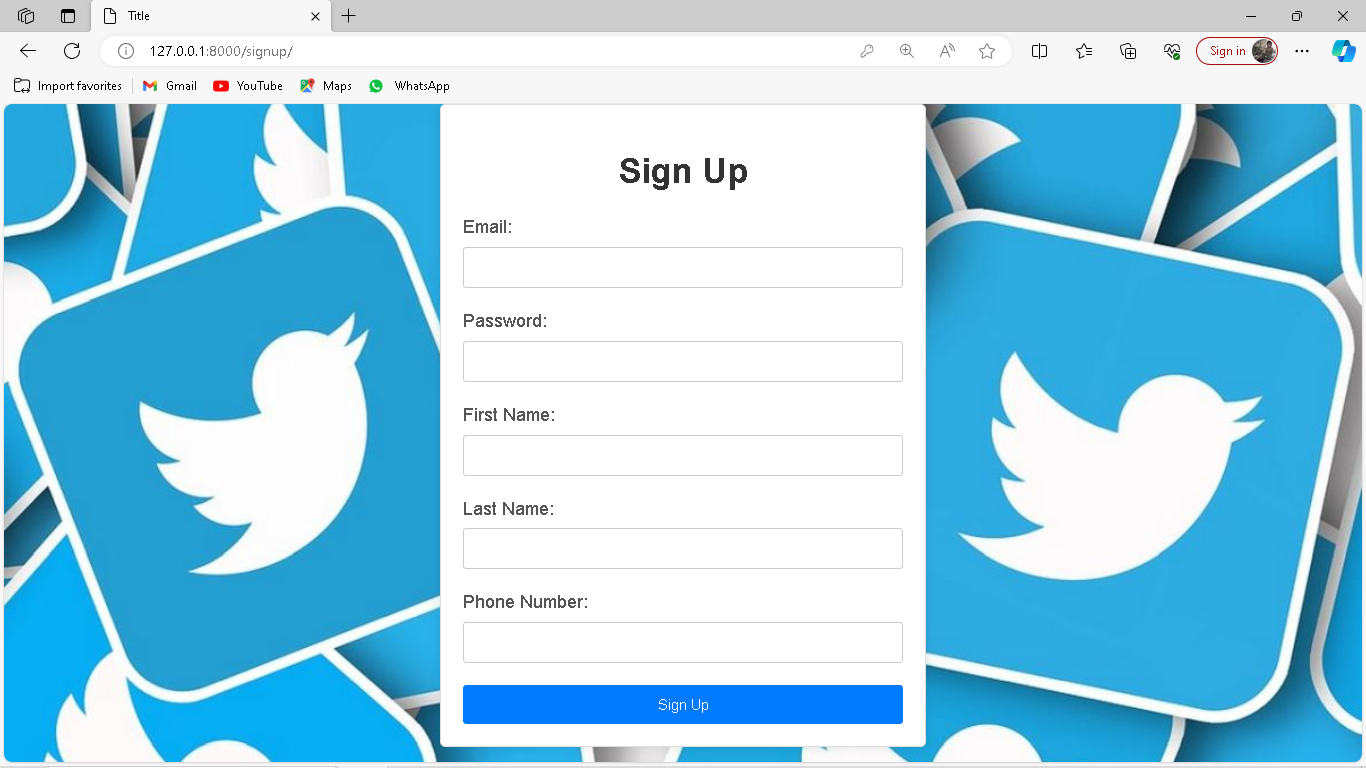 Title
127.0.0.1:8000/signup/
Sign in
Import favorites Gmail YouTube Maps WhatsApp
Sign Up
Email:
Password:
First Name:
Last Name:
Phone Number:
Sign Up